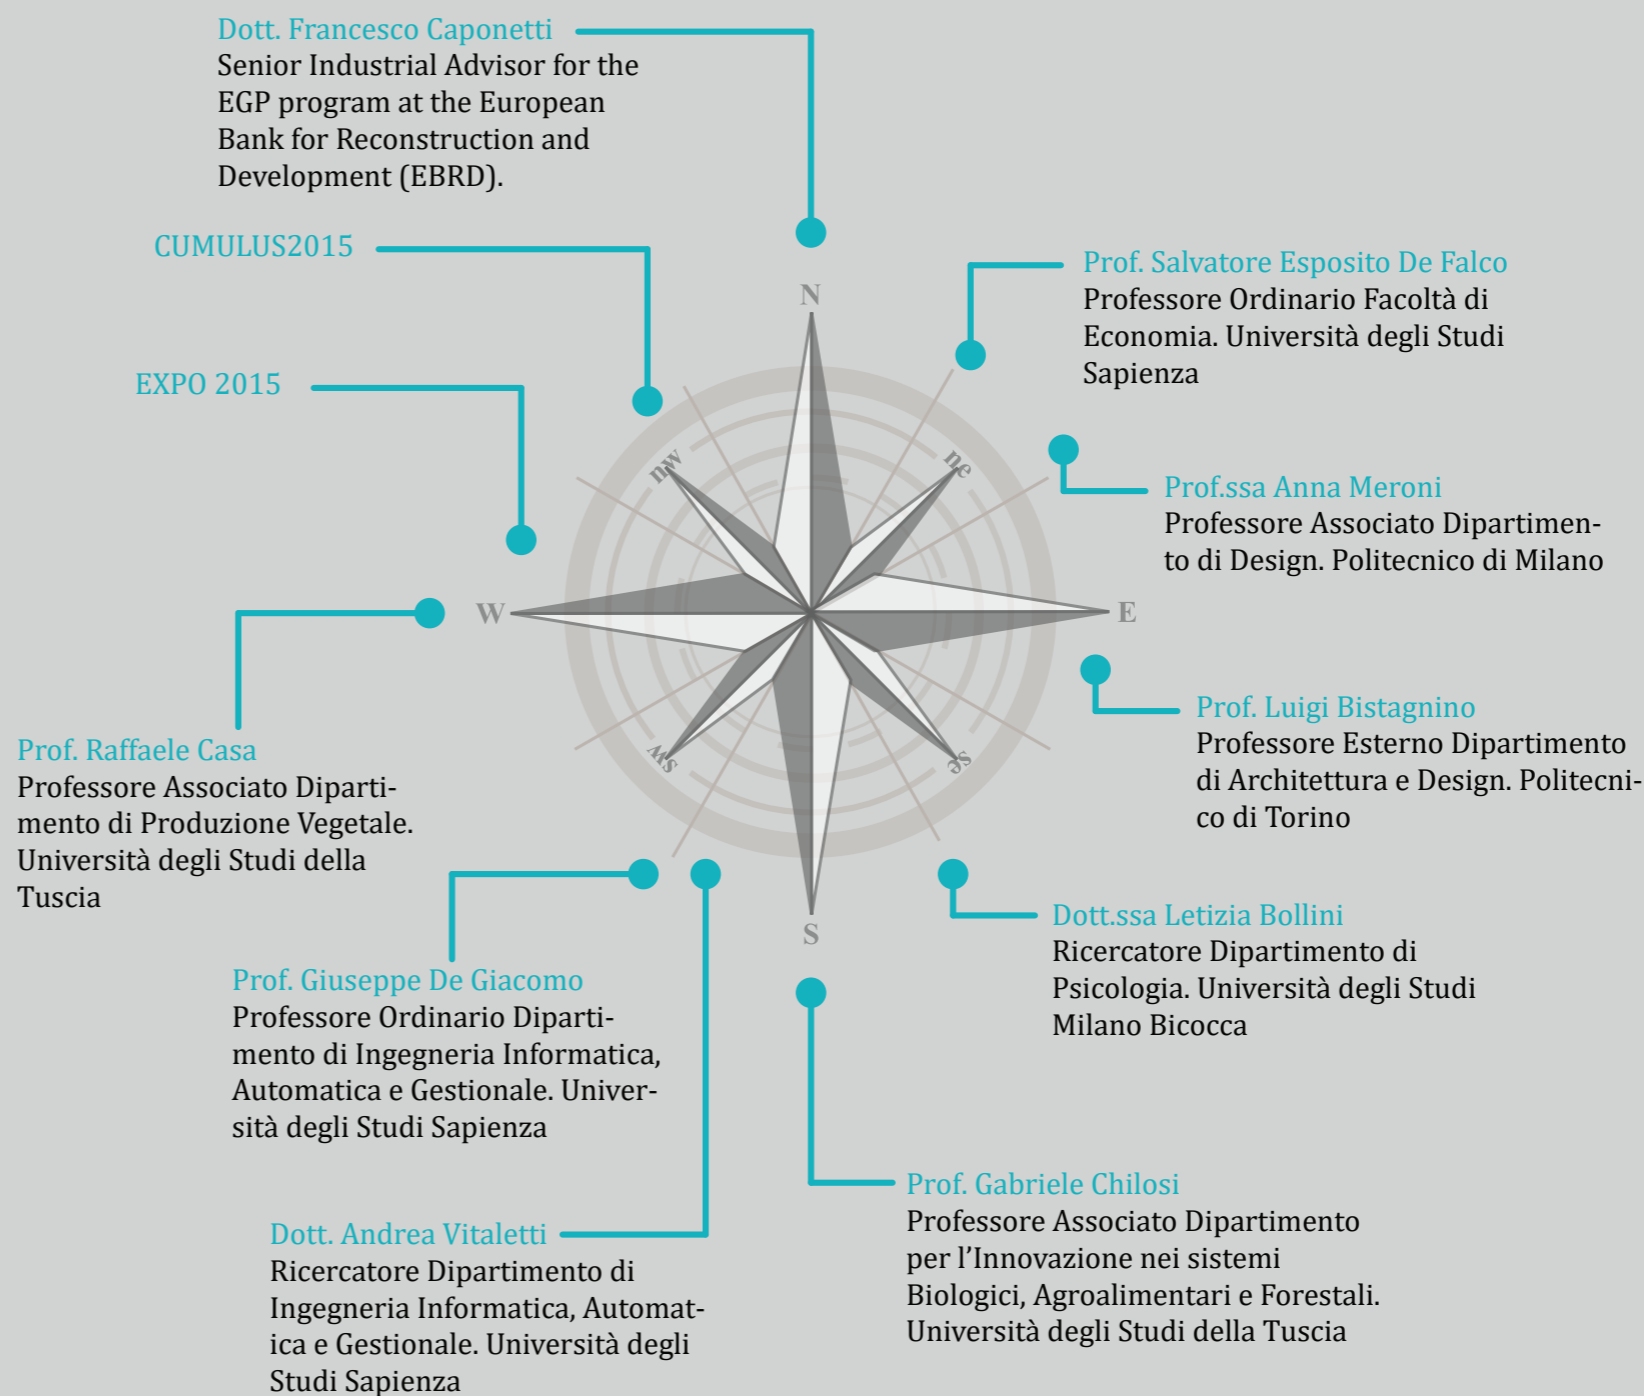 Dott. Francesco Caponetti
Senior Industrial Advisor for the
EGP program at the European
Bank for Reconstruction and
Development (EBRD).
CUMULUS2015
EXPO 2015
Prof. Salvatore Esposito De Falco
Professore Ordinario Facoltà di
Economia. Università degli Studi
Sapienza
Prof.ssa Anna Meroni
Professore Associato Dipartimen-
to di Design. Politecnico di Milano
N
nw
ne
W
E
sw
se
S
Prof. Luigi Bistagnino
Professore Esterno Dipartimento
di Architettura e Design. Politecni-
co di Torino
Prof. Raffaele Casa
Professore Associato Diparti-
mento di Produzione Vegetale.
Università degli Studi della
Tuscia
Dott.ssa Letizia Bollini
Ricercatore Dipartimento di
Psicologia. Università degli Studi
Milano Bicocca
Prof. Giuseppe De Giacomo
Professore Ordinario Diparti-
mento di Ingegneria Informatica,
Automatica e Gestionale. Univer-
sità degli Studi Sapienza
Prof. Gabriele Chilosi
Professore Associato Dipartimento
per l’Innovazione nei sistemi
Biologici, Agroalimentari e Forestali.
Università degli Studi della Tuscia
Dott. Andrea Vitaletti
Ricercatore Dipartimento di
Ingegneria Informatica, Automat-
ica e Gestionale. Università degli
Studi Sapienza